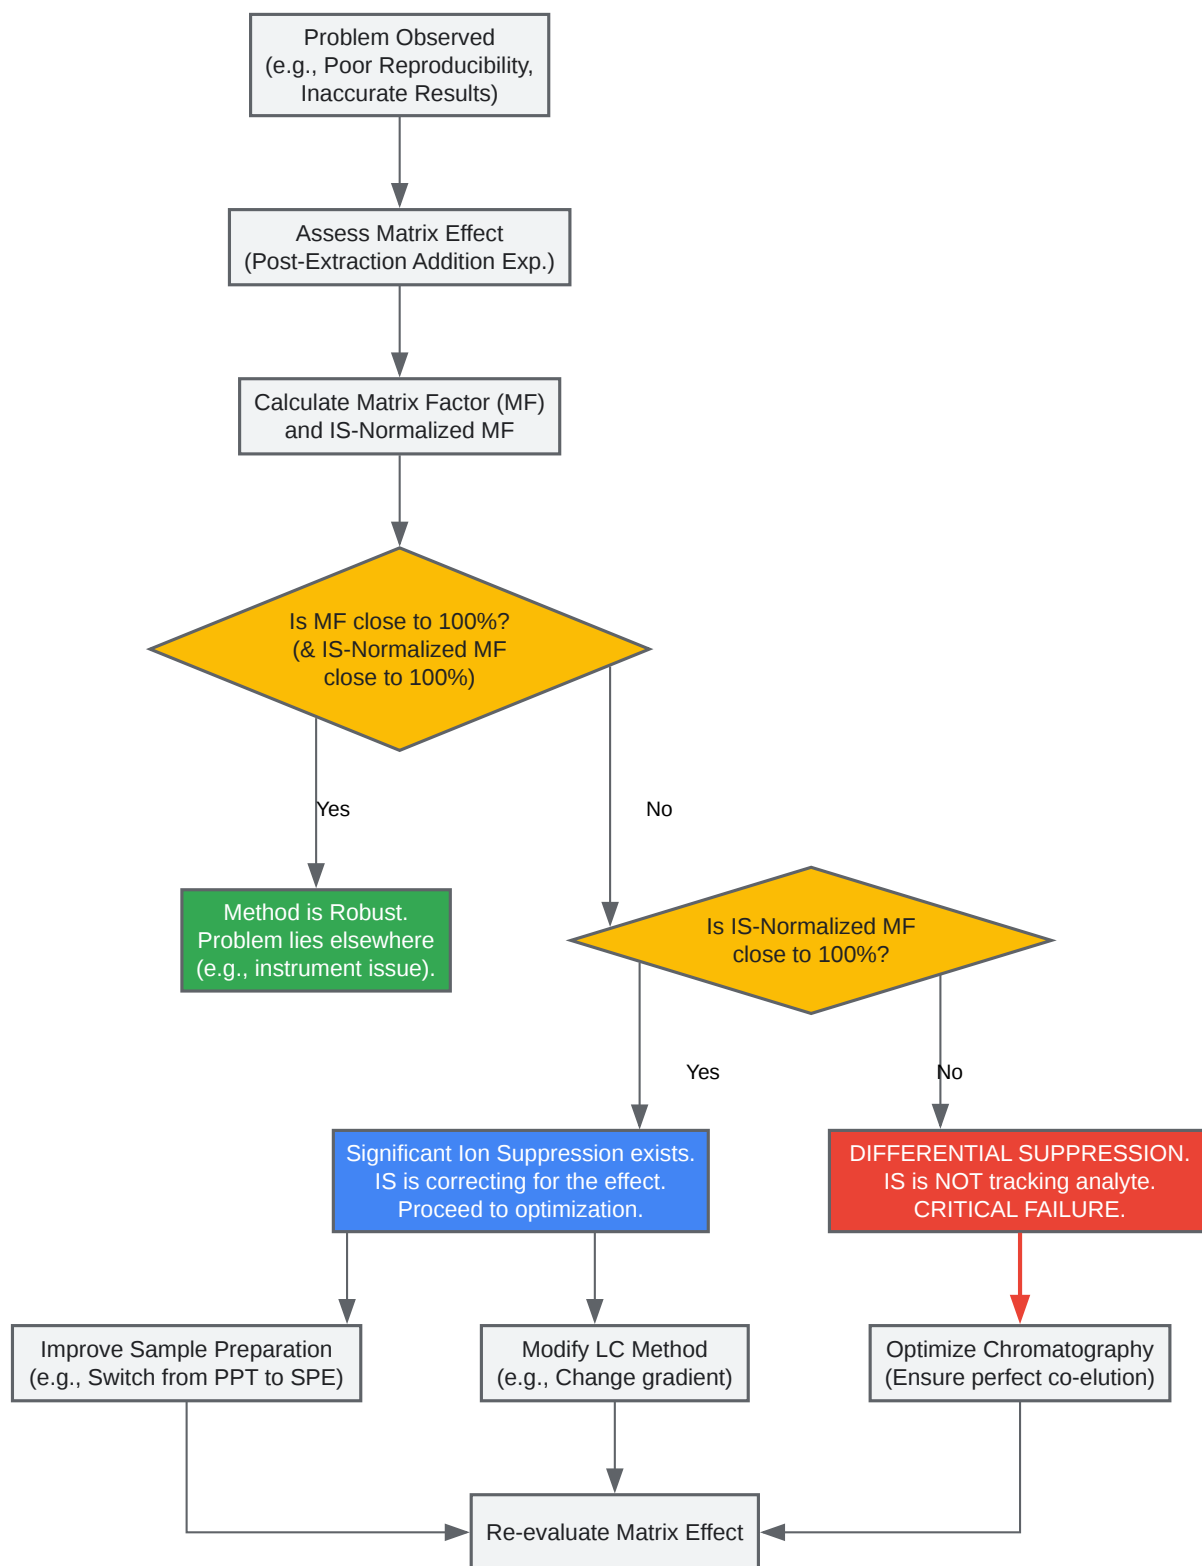 Problem Observed
(e.g., Poor Reproducibility,
Inaccurate Results)
Assess Matrix Effect
(Post-Extraction Addition Exp.)
Calculate Matrix Factor (MF)
and IS-Normalized MF
Is MF close to 100%?
(& IS-Normalized MF
close to 100%)
Yes
No
Method is Robust.
Problem lies elsewhere
(e.g., instrument issue).
Is IS-Normalized MF
close to 100%?
Yes
No
Significant Ion Suppression exists.
IS is correcting for the effect.
Proceed to optimization.
DIFFERENTIAL SUPPRESSION.
IS is NOT tracking analyte.
CRITICAL FAILURE.
Improve Sample Preparation
(e.g., Switch from PPT to SPE)
Modify LC Method
(e.g., Change gradient)
Optimize Chromatography
(Ensure perfect co-elution)
Re-evaluate Matrix Effect